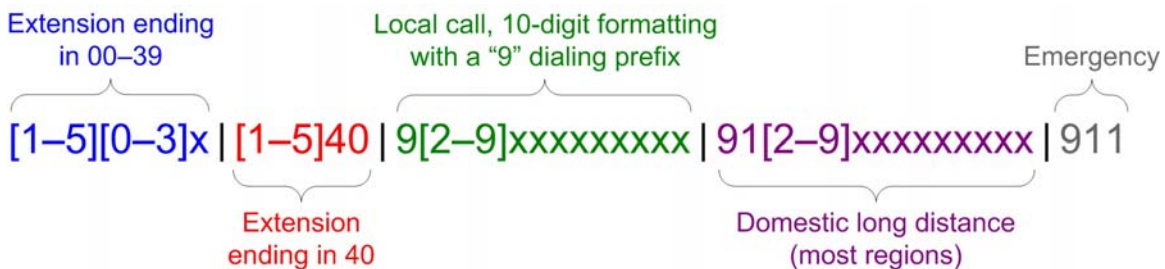 Extension ending
in 00–39
Local call, 10-digit formatting
with a “9” dialing prefix
Emergency
[1–5][0–3]x | [1–5]40 | 9[2–9]xxxxxxxxx | 91[2–9]xxxxxxxxx | 911
Extension
ending in 40
Domestic long distance
(most regions)